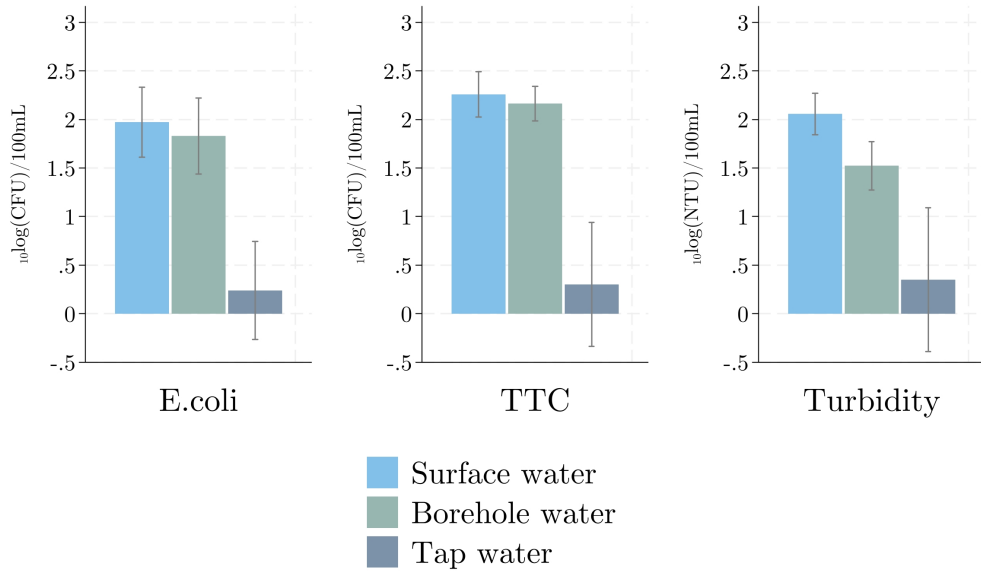 3
2.5
2
1.5
1
.5
0
-.5
10log(CFU)/100mL
E.coli
3
2.5
2
1.5
1
.5
0
-.5
10log(CFU)/100mL
TTC
3
2.5
2
1.5
1
.5
0
-.5
10log(NTU)/100mL
Turbidity
Surface water
Borehole water
Tap water